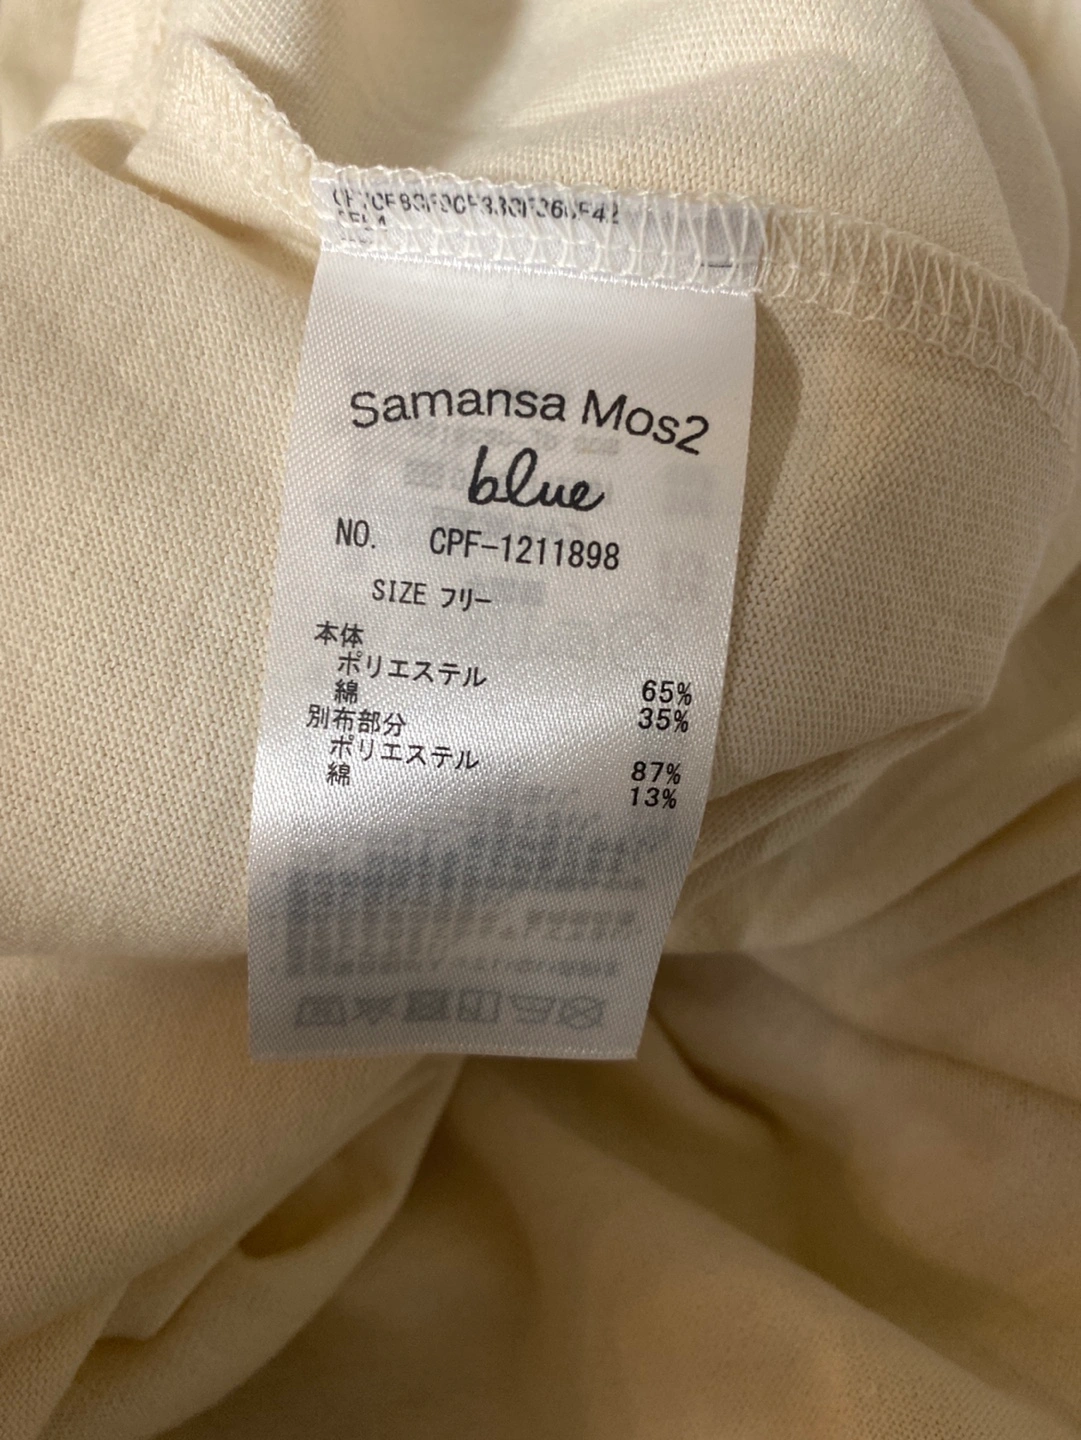 Samansa Mos2
blue
NO. CPF-1211898
SIZE フリー
本体
ポリエステル 65%
綿 35%
別布部分
ポリエステル 87%
綿 13%